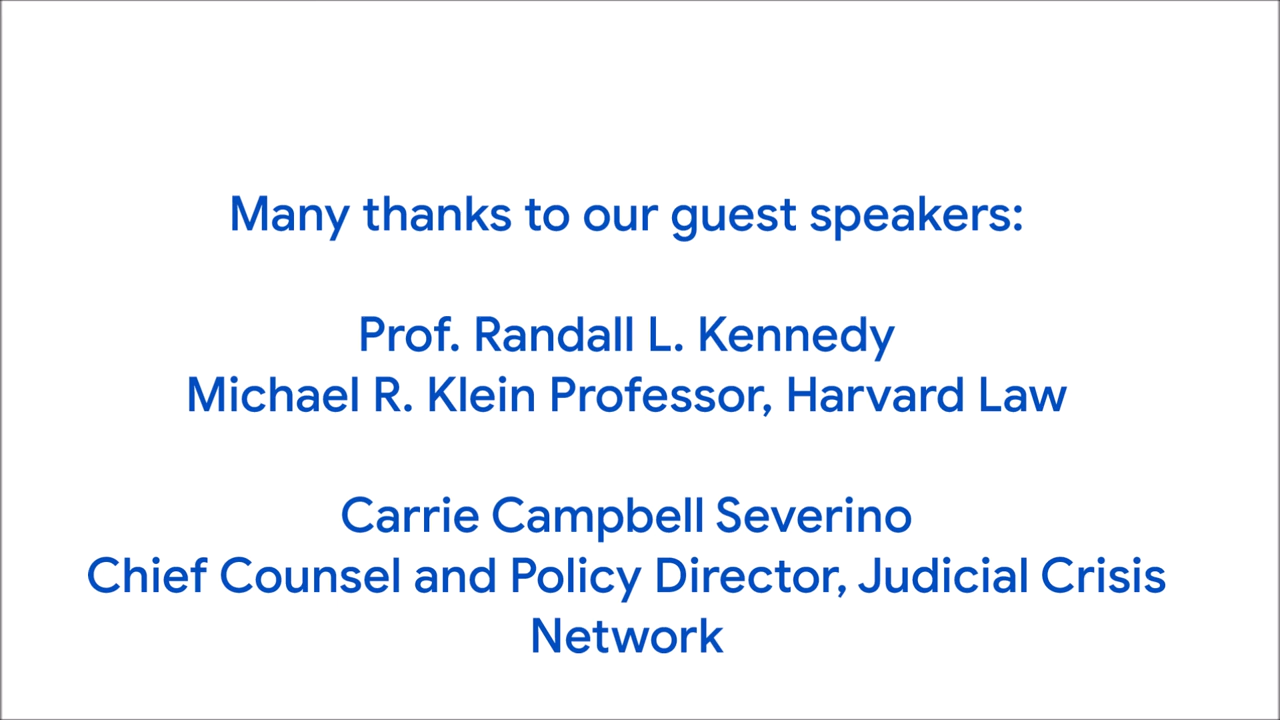 Many thanks to our guest speakers:
Prof. Randall L. Kennedy
Michael R. Klein Professor, Harvard Law
Carrie Campbell Severino
Chief Counsel and Policy Director, Judicial Crisis
Network